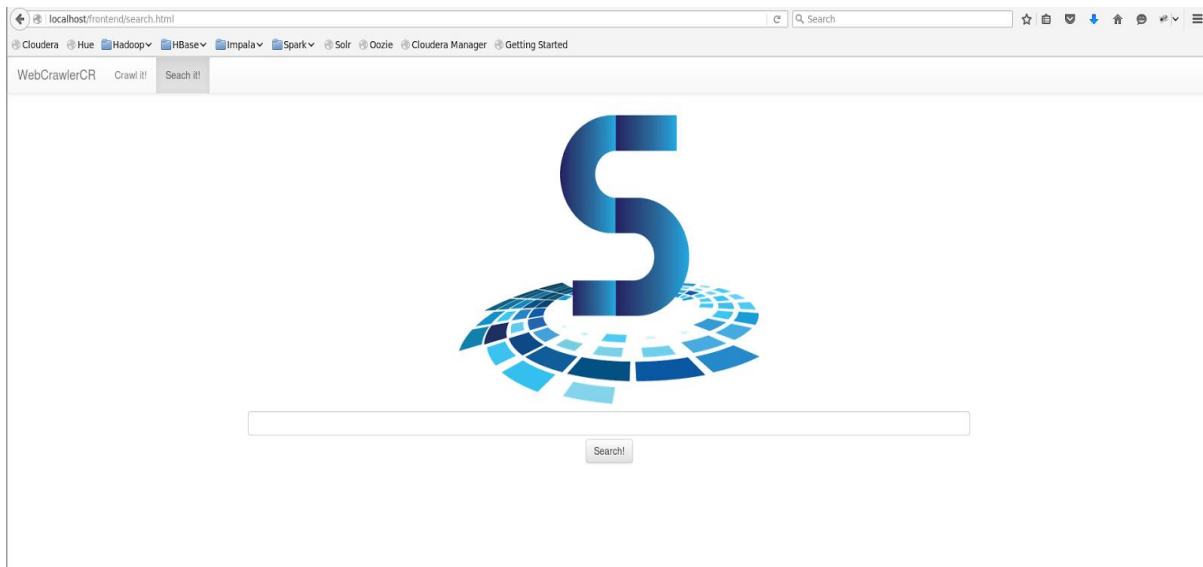 localhost/frontend/search.html Search
Cloudera Hue Hadoop HBase Impala Spark Solr Oozie Cloudera Manager Getting Started
WebCrawlerCR Crawl it! Seach it!
S
Search!